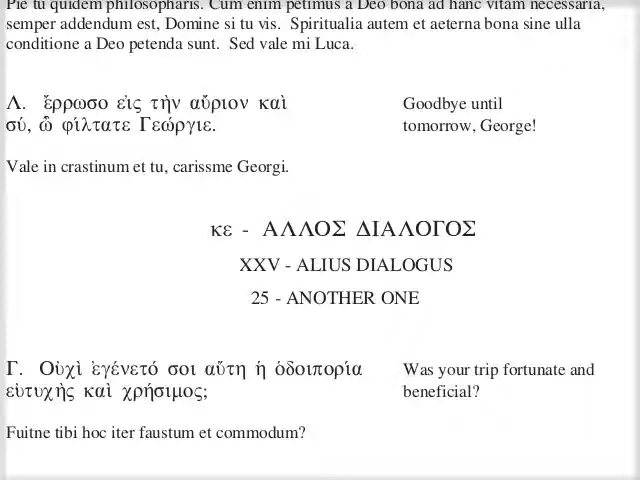 Pie tu quidem philosopharis. Cum enim petimus a Deo bona ad hanc vitam necessaria,
semper addendum est, Domine si tu vis. Spiritualia autem et aeterna bona sine ulla
conditione a Deo petenda sunt. Sed vale mi Luca.
Λ. ἔρρωσο εἰς τὴν αὔριον καὶ
σύ, ὦ φίλτατε Γεώργιε.
Goodbye until
tomorrow, George!
Vale in crastinum et tu, carissme Georgi.
κε - ΑΛΛΟΣ ΔΙΑΛΟΓΟΣ
XXV - ALIUS DIALOGUS
25 - ANOTHER ONE
Γ. Οὐχὶ ἐγένετό σοι αὕτη ἡ ὁδοιπορία
εὐτυχὴς καὶ χρήσιμος;
Was your trip fortunate and
beneficial?
Fuitne tibi hoc iter faustum et commodum?